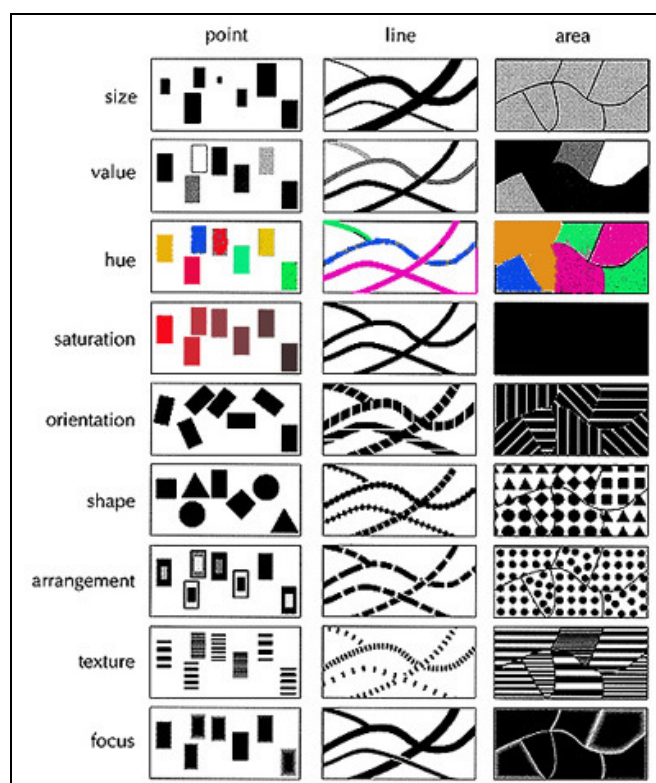 point line area
size
value
hue
saturation
orientation
shape
arrangement
texture
focus